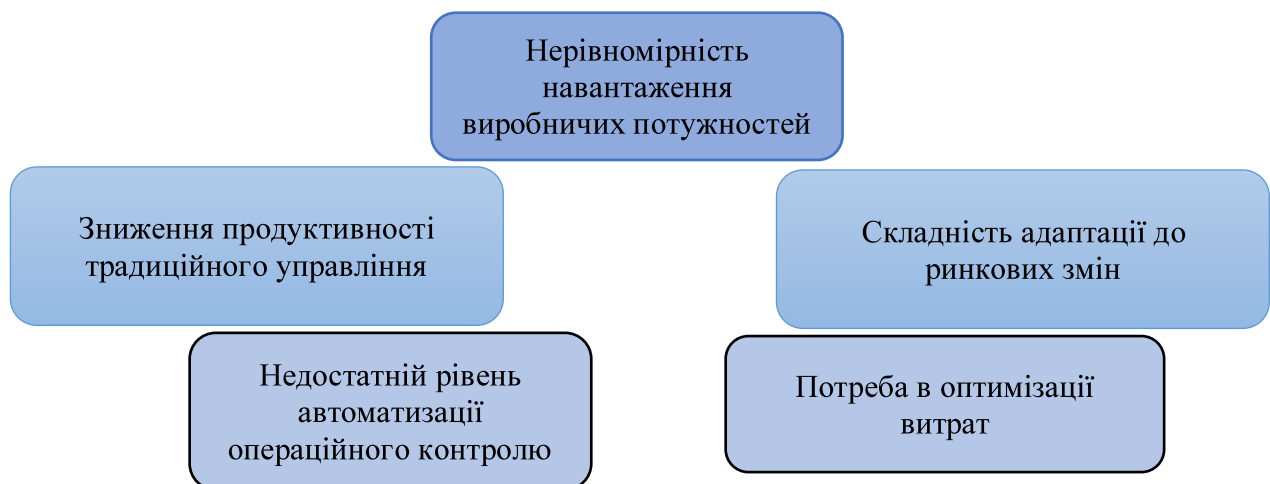 Нерівномірність
навантаження
виробничих потужностей
Зниження продуктивності
традиційного управління
Складність адаптації до
ринкових змін
Недостатній рівень
автоматизації
операційного контролю
Потреба в оптимізації
витрат